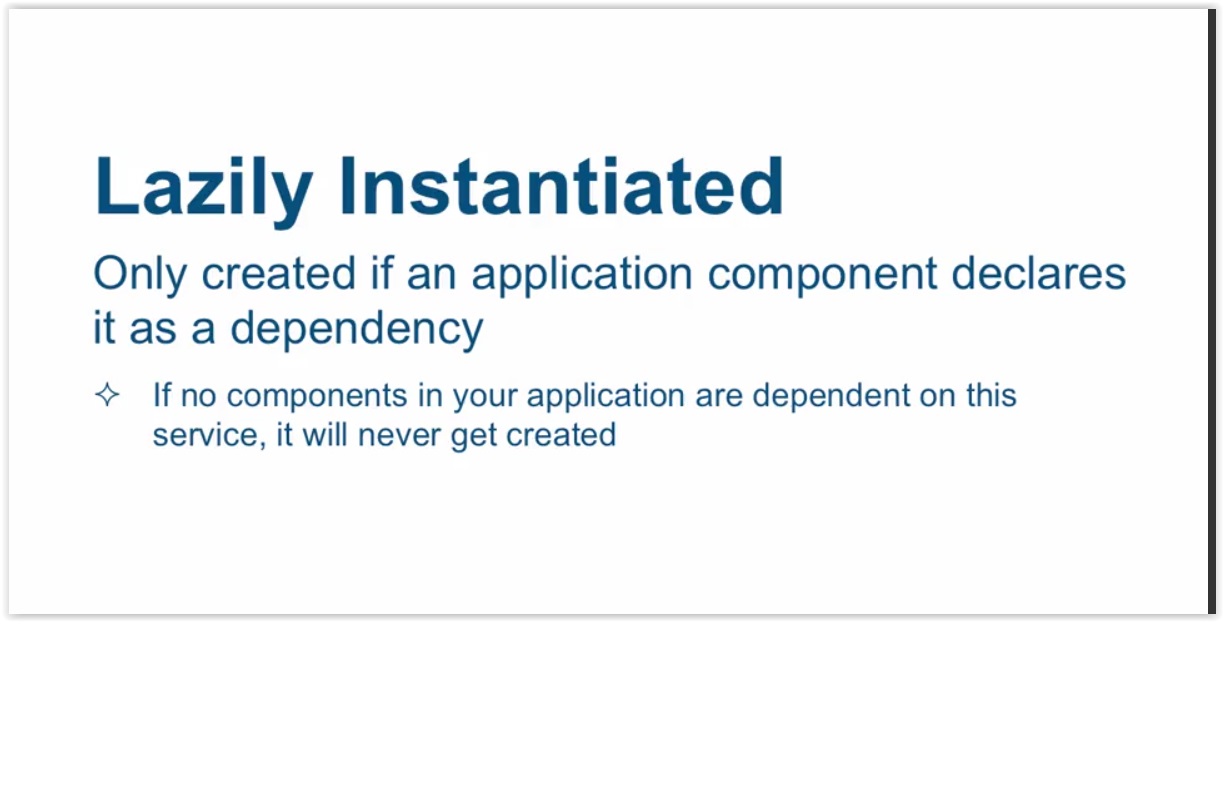 Lazily Instantiated
Only created if an application component declares
it as a dependency
✧ If no components in your application are dependent on this
service, it will never get created